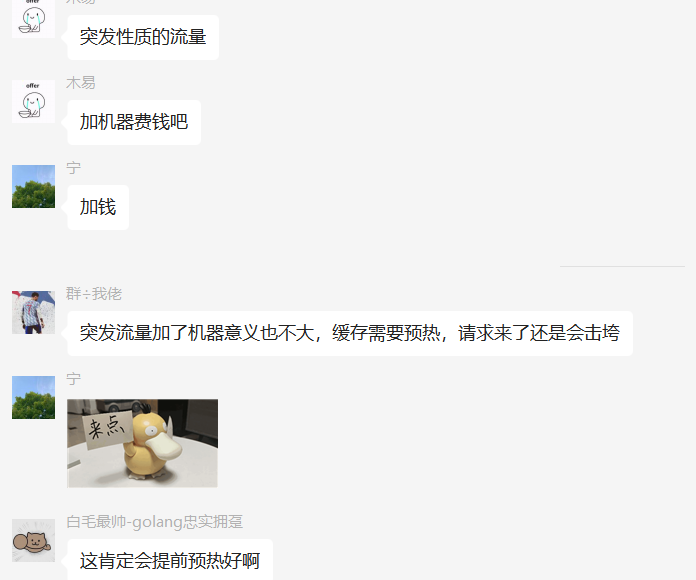 木易
offer
突发性质的流量
木易
offer
加机器费钱吧
宁
加钱
群÷我佬
突发流量加了机器意义也不大，缓存需要预热，请求来了还是会击垮
宁
来点
白毛最帅-golang忠实拥趸
这肯定会提前预热好啊